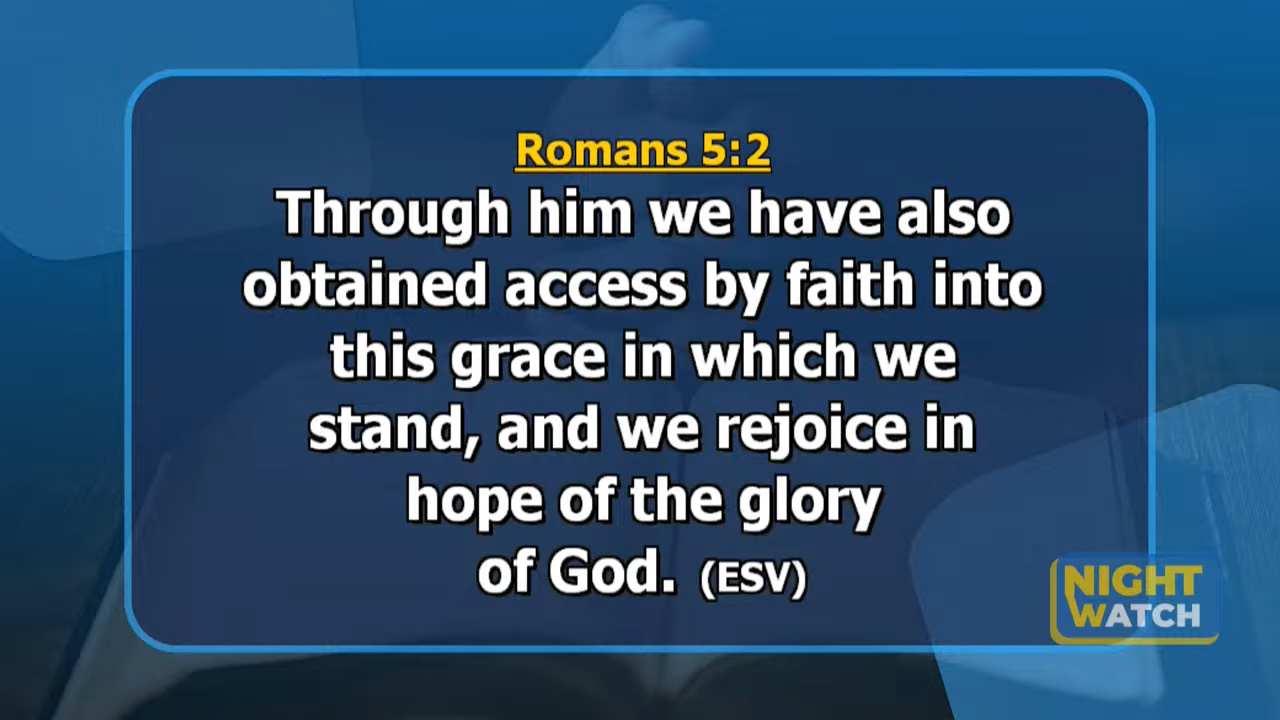 Romans 5:2
Through him we have also
obtained access by faith into
this grace in which we
stand, and we rejoice in
hope of the glory
of God. (ESV)
NIGHT
WATCH